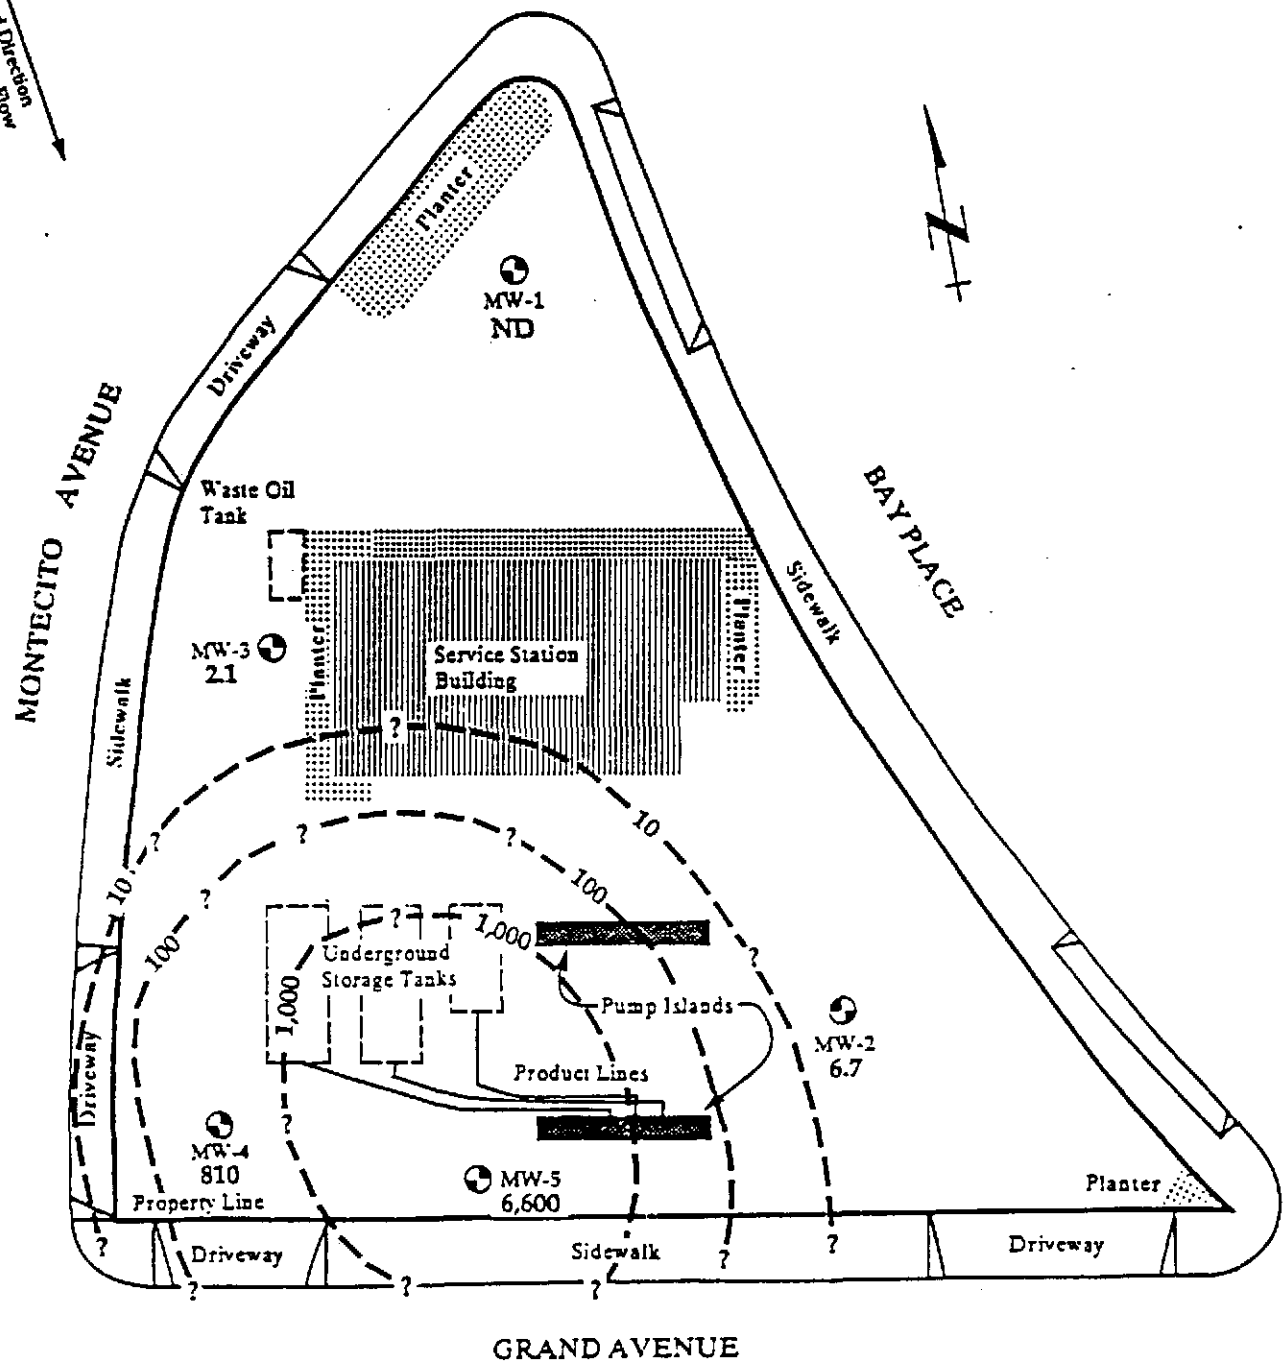 Direction
Flow
Planter
MW-1
ND
Driveway
MONTECITO AVENUE
BAY PLACE
Waste Oil
Tank
Sidewalk
MW-3
2.1
Planter
Service Station
Building
Planter
Sidewalk
?
10
?
?
?
10
100
?
100
?
1,000
?
Underground
Storage Tanks
1,000
Pump Islands
MW-2
6.7
Driveway
Product Lines
?
MW-4
810
MW-5
6,600
Property Line
Planter
?
Driveway
Sidewalk
?
?
Driveway
?
?
?
GRAND AVENUE
N